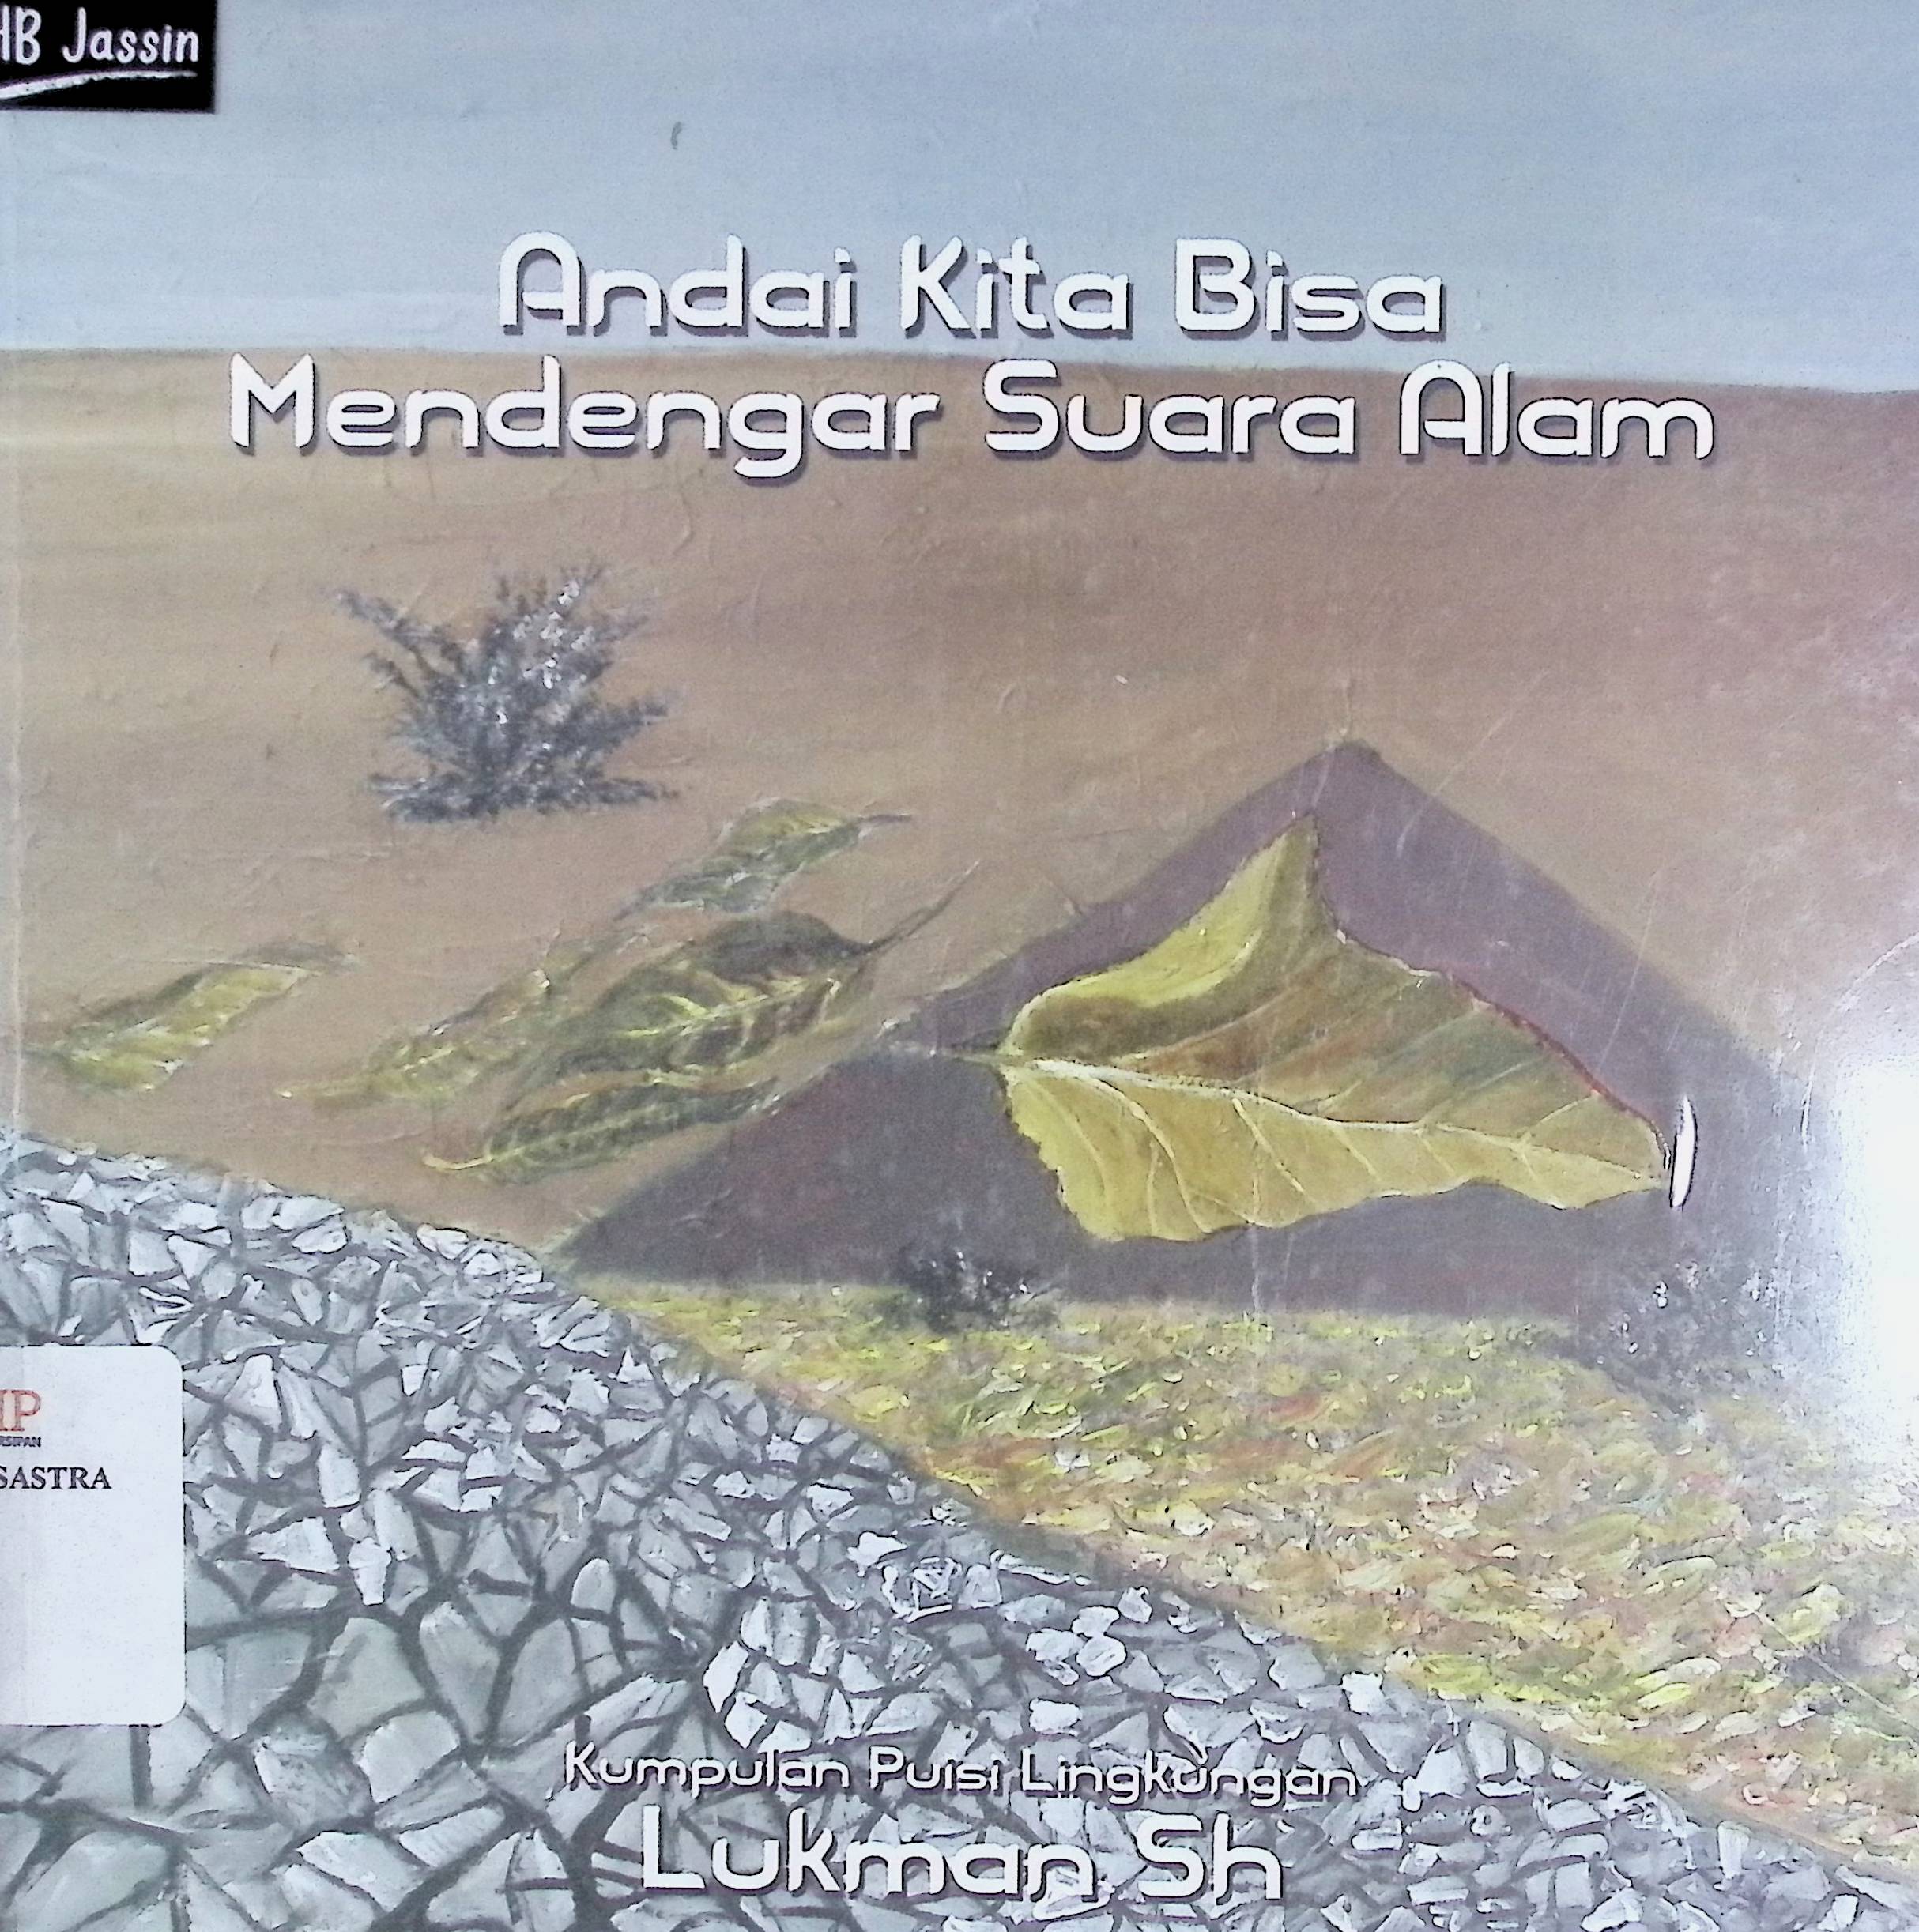 HB Jassin
Andai Kita Bisa
Mendengar Suara Alam
SASTRA
Kumpulan Puisi Lingkungan
Lukman Sh